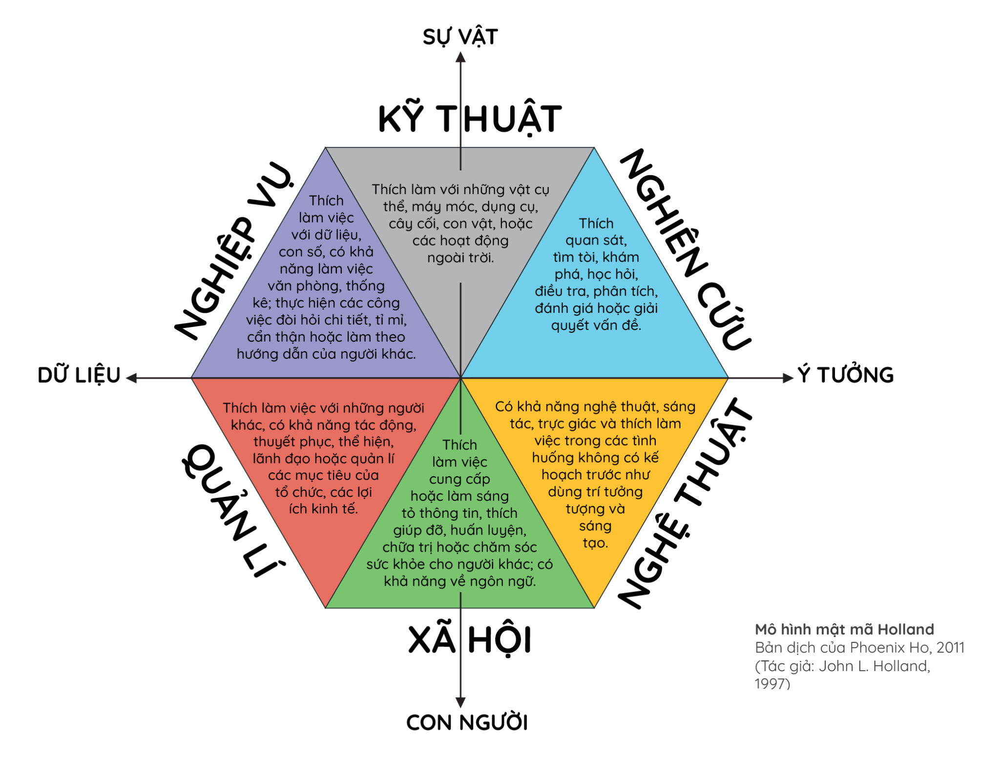 SỰ VẬT
KỸ THUẬT
Thích làm với những vật cụ
thể, máy móc, dụng cụ,
cây cối, con vật, hoặc
các hoạt động
ngoài trời.
NGHIỆP VỤ
Thích
làm việc
với dữ liệu,
con số, có khả
năng làm việc
văn phòng, thống
kê; thực hiện các công
việc đòi hỏi chi tiết, tỉ mỉ,
cẩn thận hoặc làm theo
hướng dẫn của người khác.
NGHIÊN CỨU
Thích
quan sát,
tìm tòi, khám
phá, học hỏi,
điều tra, phân tích,
đánh giá hoặc giải
quyết vấn đề.
DỮ LIỆU
Ý TƯỞNG
QUẢN LÍ
Thích làm việc với những người
khác, có khả năng tác động,
thuyết phục, thể hiện,
lãnh đạo hoặc quản lí
các mục tiêu của
tổ chức, các lợi
ích kinh tế.
Thích
làm việc
cung cấp
hoặc làm sáng
tỏ thông tin, thích
giúp đỡ, huấn luyện,
chữa trị hoặc chăm sóc
sức khỏe cho người khác; có
khả năng về ngôn ngữ.
Có khả năng nghệ thuật, sáng
tác, trực giác và thích làm
việc trong các tình
huống không có kế
hoạch trước như
dùng trí tưởng
tượng và
sáng
tạo.
NGHỆ THUẬT
XÃ HỘI
CON NGƯỜI
Mô hình mật mã Holland
Bản dịch của Phoenix Ho, 2011
(Tác giả: John L. Holland,
1997)